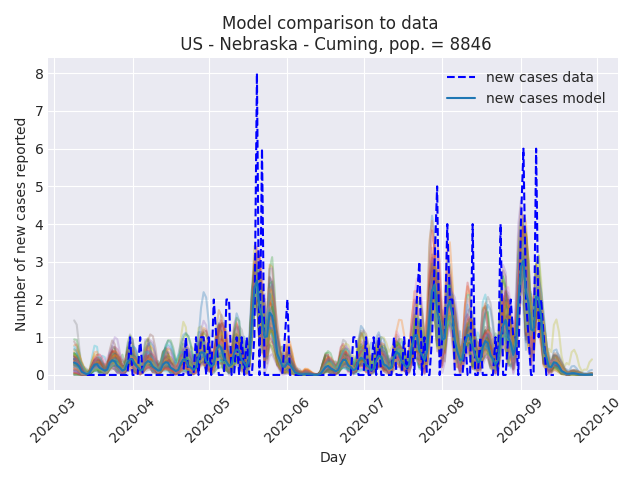 Model comparison to data
US - Nebraska - Cuming, pop. = 8846
new cases data
new cases model
Number of new cases reported
8
7
6
5
4
3
2
1
0
2020-03
2020-04
2020-05
2020-06
2020-07
2020-08
2020-09
2020-10
Day